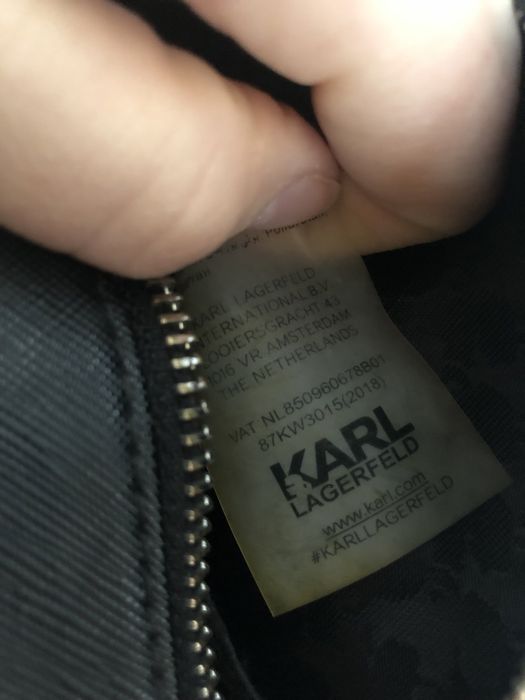 KARL LAGERFELD
INTERNATIONAL B.V.
GRACHT 43
1016 VR AMSTERDAM
THE NETHERLANDS
VAT NL850960678B01
87KW3015(2018)
KARL
LAGERFELD
www.karl.com
#KARLLAGERFELD